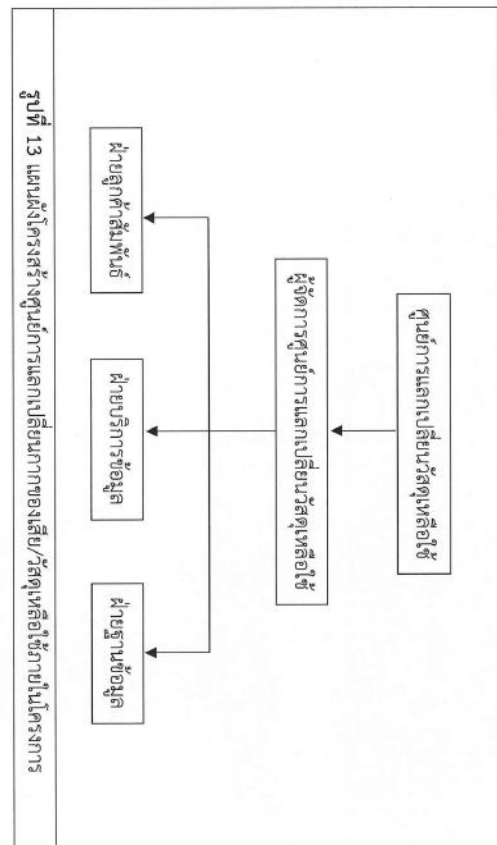 ศูนย์การแลกเปลี่ยนวัสดุเหลือใช้
ผู้จัดการศูนย์การแลกเปลี่ยนวัสดุเหลือใช้
ฝ่ายลูกค้าสัมพันธ์
ฝ่ายบริการข้อมูล
ฝ่ายฐานข้อมูล
รูปที่ 13 แผนผังโครงสร้างศูนย์การแลกเปลี่ยนกากของเสีย/วัสดุเหลือใช้ภายในโครงการ